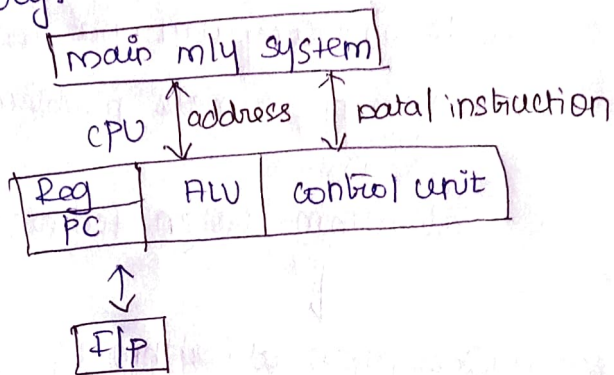 main mly system
CPU address Data/instruction
Reg ALU control unit
PC
I/P